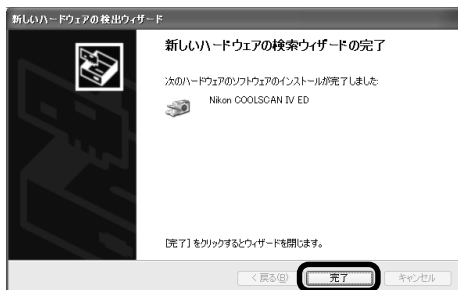 新しいハードウェアの検出ウィザード
新しいハードウェアの検索ウィザードの完了
次のハードウェアのソフトウェアのインストールが完了しました:
Nikon COOLSCAN IV ED
[完了] をクリックするとウィザードを閉じます。
< 戻る(B)
完了
キャンセル